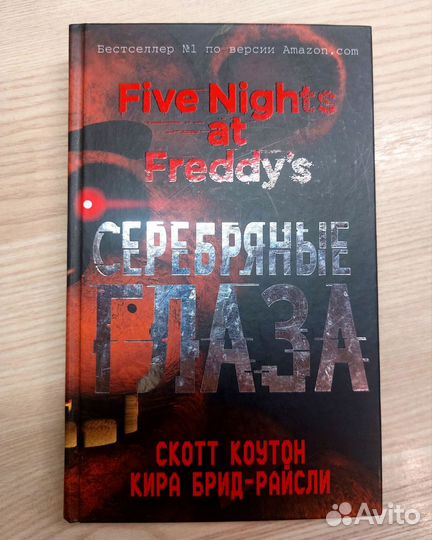 Бестселлер №1 по версии Amazon.com
Five Nights
at
Freddy's
СЕРЕБРЯНЫЕ
ГЛАЗА
СКОТТ КОУТОН
КИРА БРИД-РАЙСЛИ
Avito